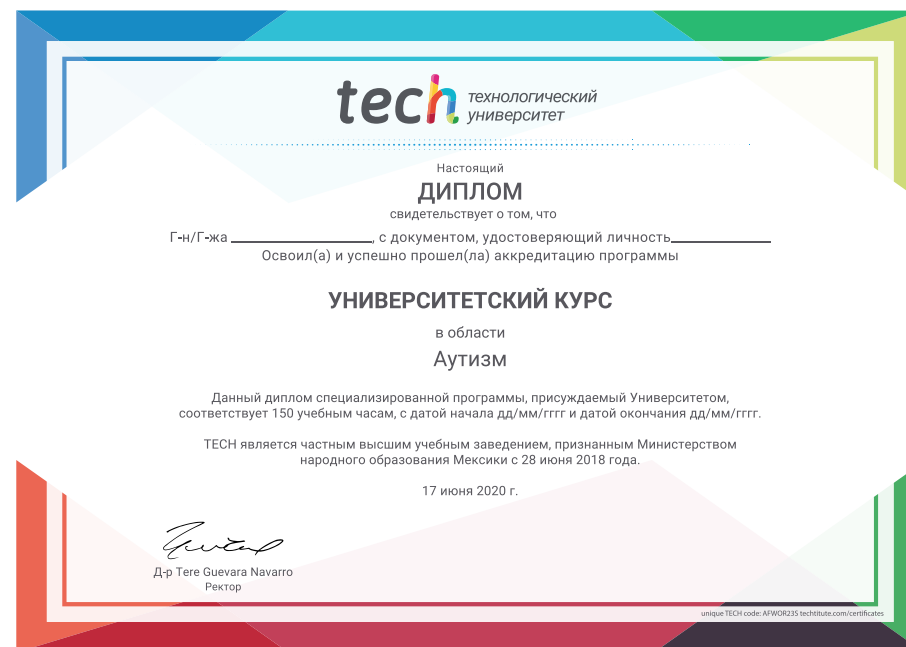 tech технологический
университет
Настоящий
ДИПЛОМ
свидетельствует о том, что
Г-н/Г-жа ____________________, с документом, удостоверяющий личность______________
Освоил(а) и успешно прошел(ла) аккредитацию программы
УНИВЕРСИТЕТСКИЙ КУРС
в области
Аутизм
Данный диплом специализированной программы, присуждаемый Университетом,
соответствует 150 учебным часам, с датой начала дд/мм/гггг и датой окончания дд/мм/гггг.
TECH является частным высшим учебным заведением, признанным Министерством
народного образования Мексики с 28 июня 2018 года.
17 июня 2020 г.
Д-р Tere Guevara Navarro
Ректор
unique TECH code: AFWOR23S techtitute.com/certificates